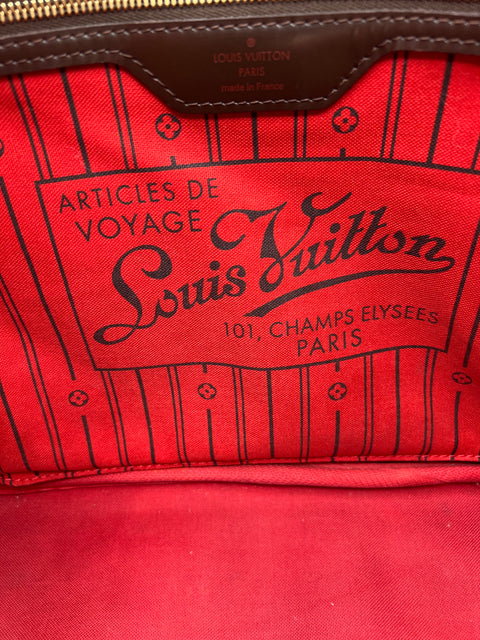 LOUIS VUITTON
PARIS
made in France
ARTICLES DE
VOYAGE
Louis Vuitton
101, CHAMPS ELYSEES
PARIS